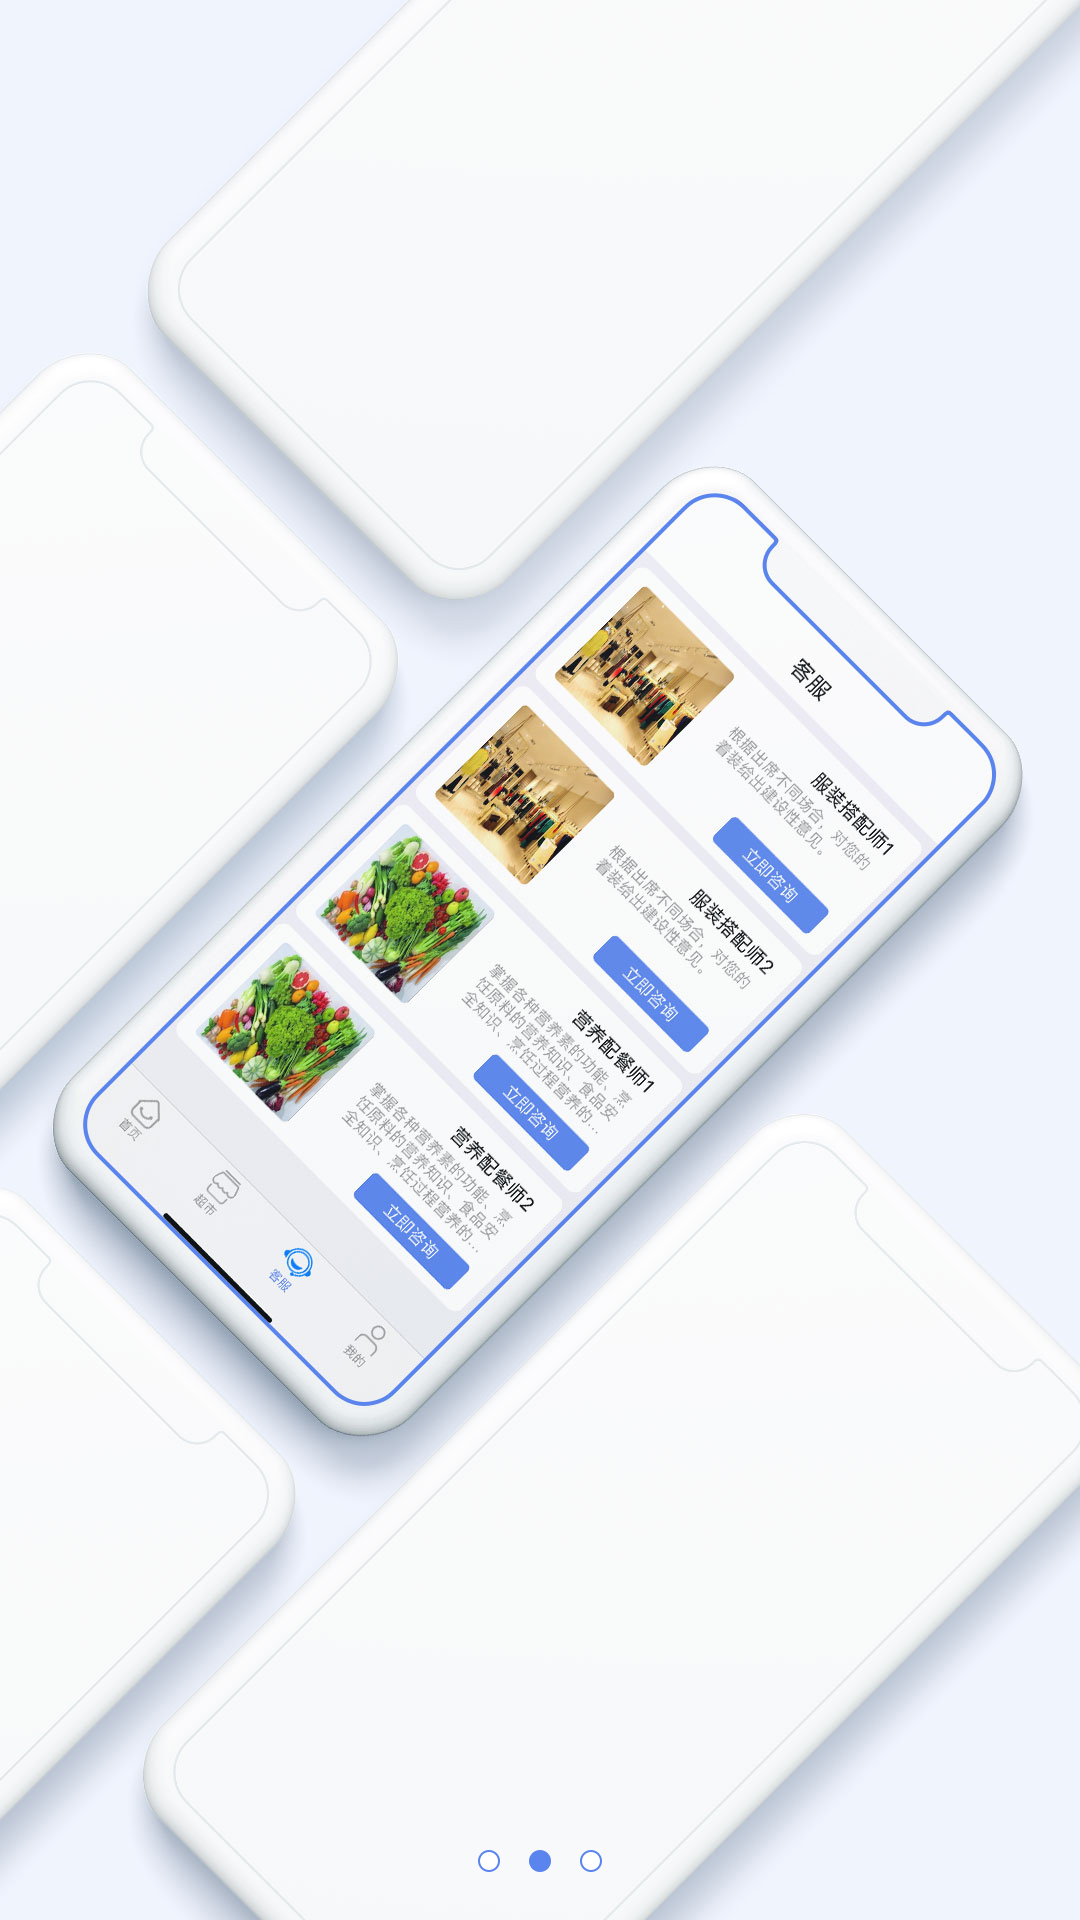 客服
服装搭配师1
根据出席不同场合，对您的
着装给出建设性意见。
立即咨询
服装搭配师2
根据出席不同场合，对您的
着装给出建设性意见。
立即咨询
营养配餐师1
掌握各种营养素的功能、烹
饪原料的营养知识、食品安
全知识、烹饪过程营养的...
立即咨询
营养配餐师2
掌握各种营养素的功能、烹
饪原料的营养知识、食品安
全知识、烹饪过程营养的...
立即咨询
首页
超市
客服
我的